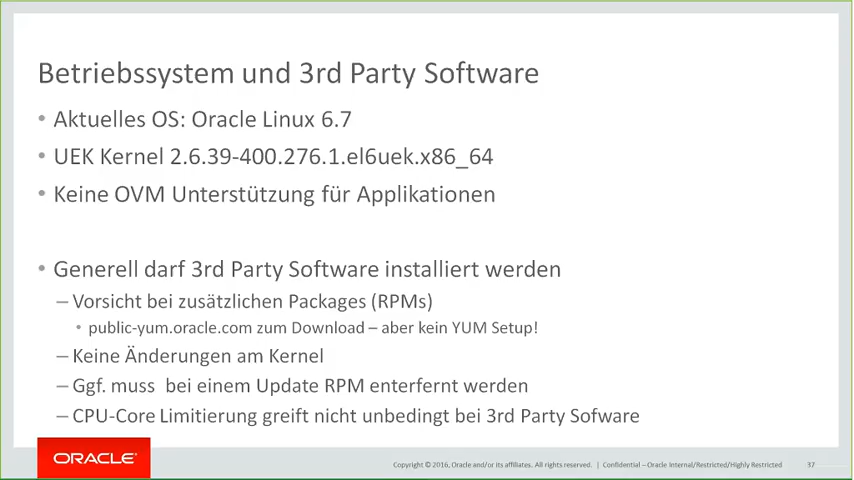 Betriebssystem und 3rd Party Software
• Aktuelles OS: Oracle Linux 6.7
• UEK Kernel 2.6.39-400.276.1.el6uek.x86_64
• Keine OVM Unterstützung für Applikationen
• Generell darf 3rd Party Software installiert werden
– Vorsicht bei zusätzlichen Packages (RPMs)
• public-yum.oracle.com zum Download – aber kein YUM Setup!
– Keine Änderungen am Kernel
– Ggf. muss bei einem Update RPM enterfernt werden
– CPU-Core Limitierung greift nicht unbedingt bei 3rd Party Sofware
ORACLE®
Copyright © 2016, Oracle and/or its affiliates. All rights reserved. | Confidential – Oracle Internal/Restricted/Highly Restricted 37